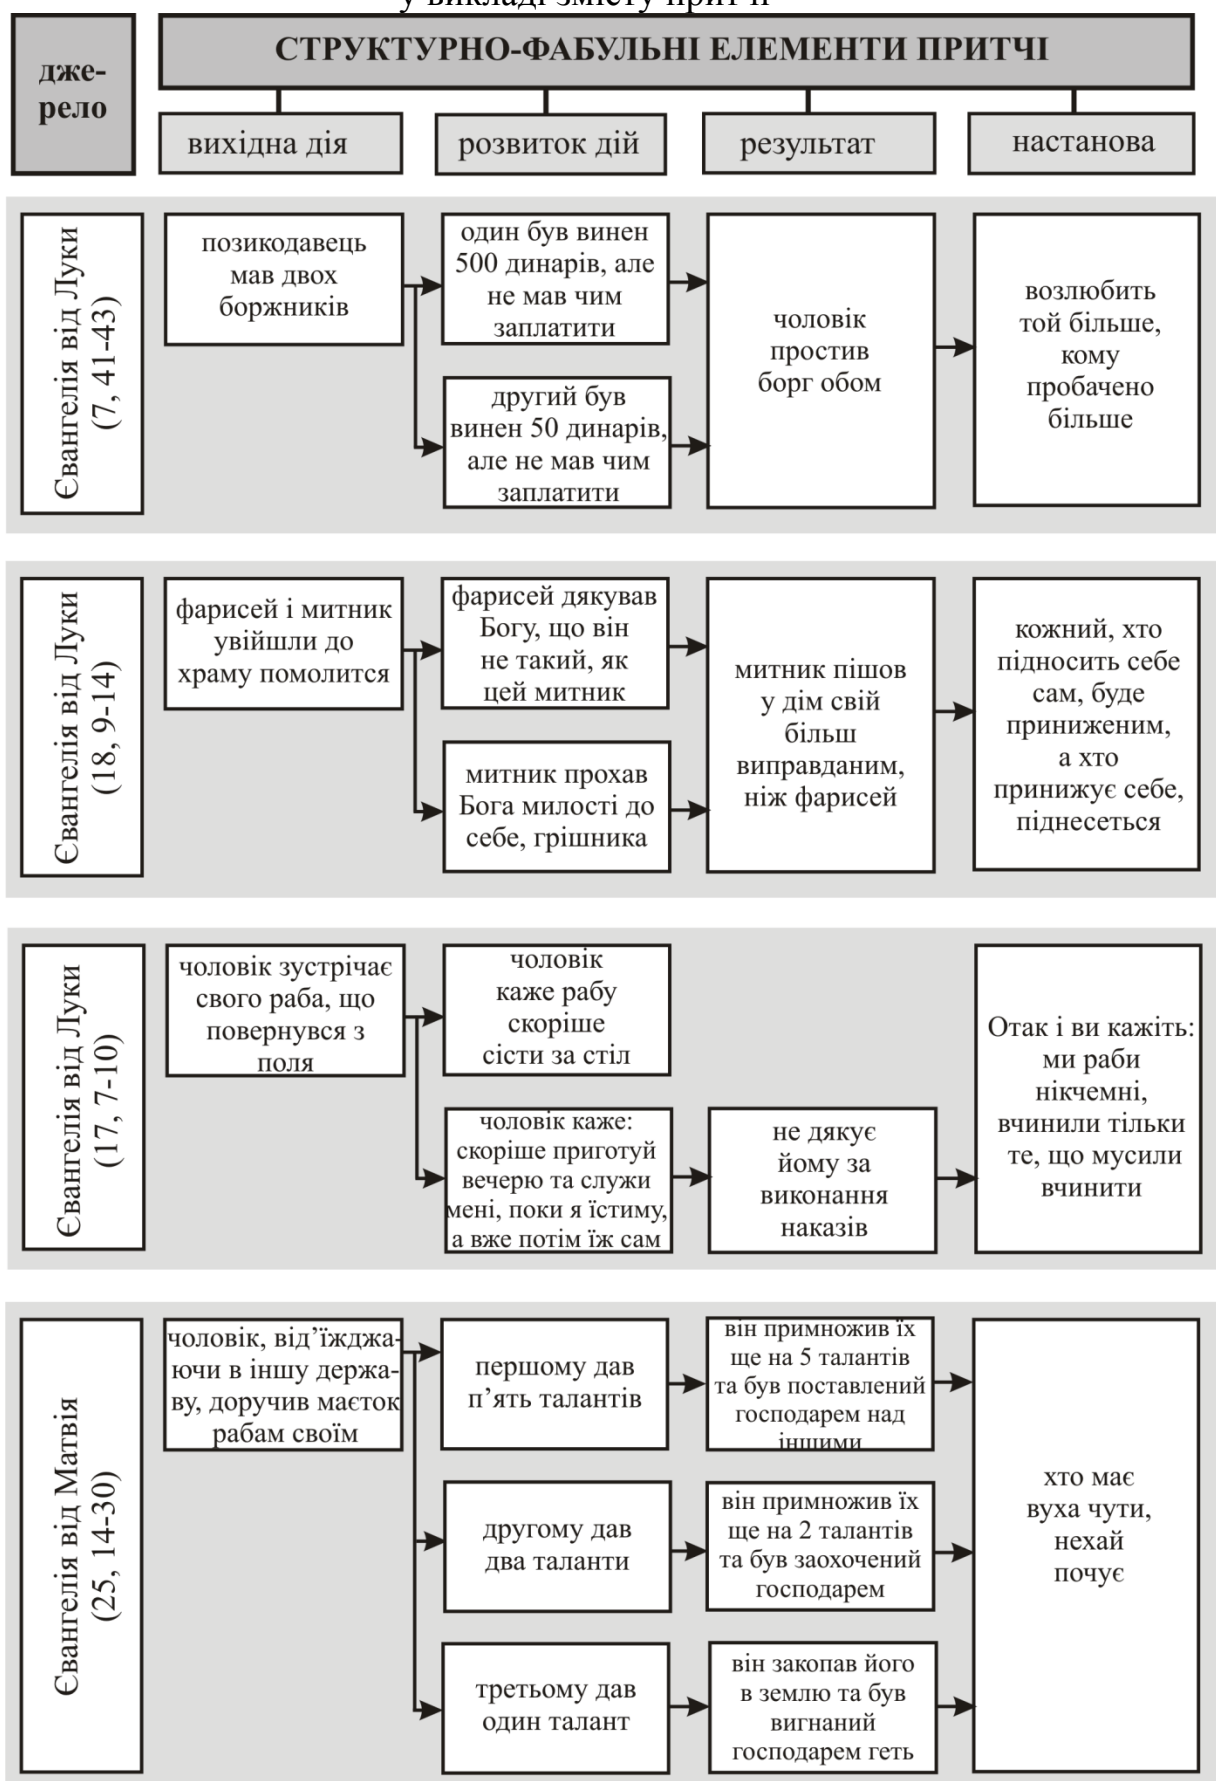 у викладі змісту притчі
дже-
рело
СТРУКТУРНО-ФАБУЛЬНІ ЕЛЕМЕНТИ ПРИТЧІ
вихідна дія
розвиток дій
результат
настанова
Євангелія від Луки
(7, 41-43)
позикодавець
мав двох
боржників
один був винен
500 динарів, але
не мав чим
заплатити
другий був
винен 50 динарів,
але не мав чим
заплатити
чоловік
простив
борг обом
возлюбить
той більше,
кому
пробачено
більше
Євангелія від Луки
(18, 9-14)
фарисей і митник
увійшли до
храму помолится
фарисей дякував
Богу, що він
не такий, як
цей митник
митник прохав
Бога милості до
себе, грішника
митник пішов
у дім свій
більш
виправданим,
ніж фарисей
кожний, хто
підносить себе
сам, буде
приниженим,
а хто
принижує себе,
піднесеться
Євангелія від Луки
(17, 7-10)
чоловік зустрічає
свого раба, що
повернувся з
поля
чоловік
каже рабу
скоріше
сісти за стіл
чоловік каже:
скоріше приготуй
вечерю та служи
мені, поки я їстиму,
а вже потім їж сам
не дякує
йому за
виконання
наказів
Отак і ви кажіть:
ми раби
нікчемні,
вчинили тільки
те, що мусили
вчинити
Євангелія від Матвія
(25, 14-30)
чоловік, від’їжджа-
ючи в іншу держа-
ву, доручив маєток
рабам своїм
першому дав
п’ять талантів
він примножив їх
ще на 5 талантів
та був поставлений
господарем над
іншими
другому дав
два таланти
він примножив їх
ще на 2 талантів
та був заохочений
господарем
третьому дав
один талант
він закопав його
в землю та був
вигнаний
господарем геть
хто має
вуха чути,
нехай
почує